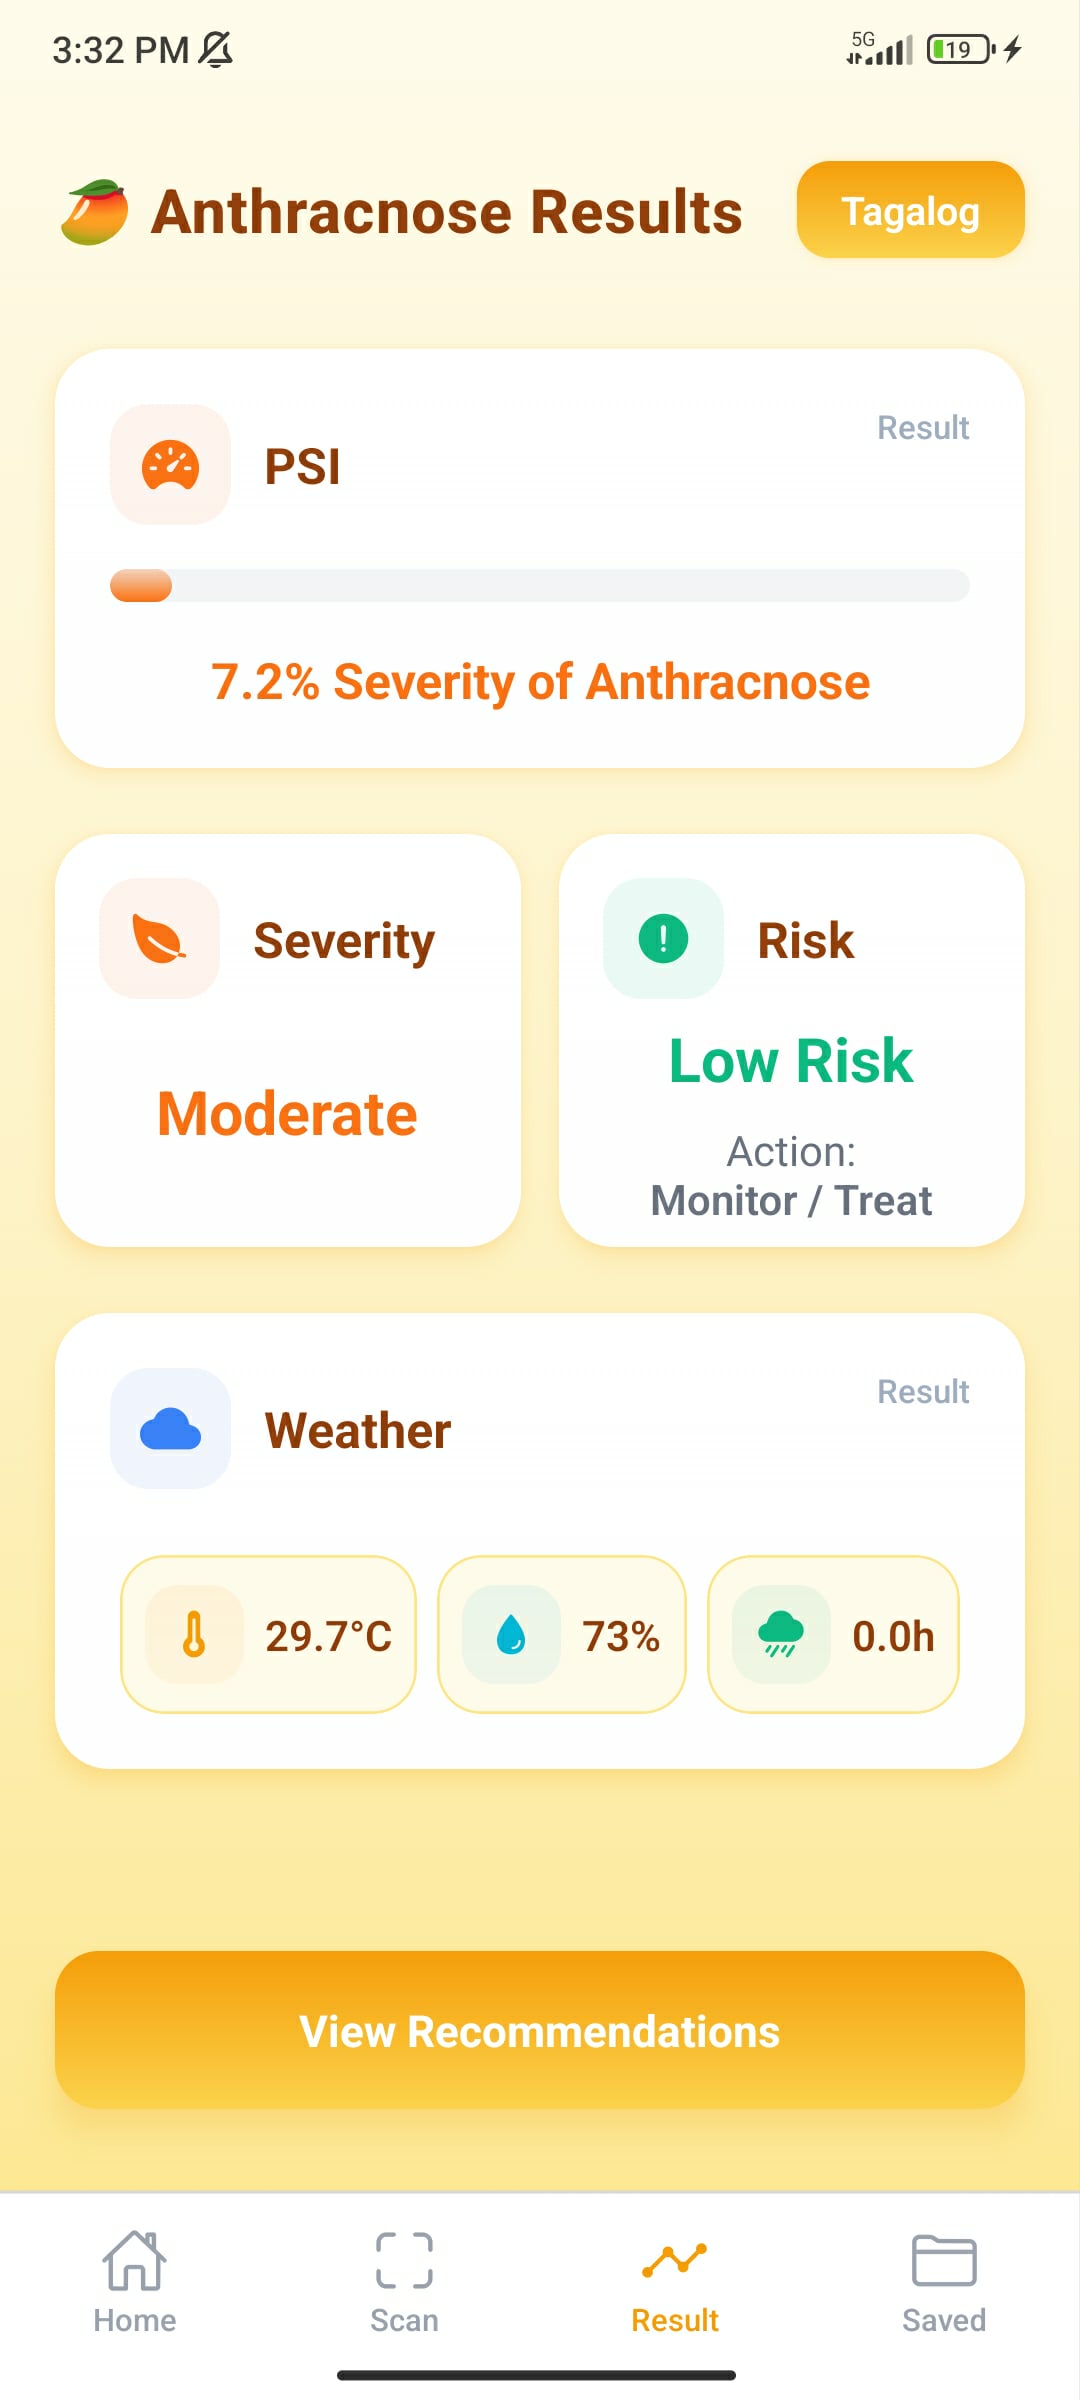 3:32 PM
5G
19
Anthracnose Results
Tagalog
PSI
Result
7.2% Severity of Anthracnose
Severity
Moderate
Risk
Low Risk
Action:
Monitor / Treat
Weather
Result
29.7°C
73%
0.0h
View Recommendations
Home
Scan
Result
Saved